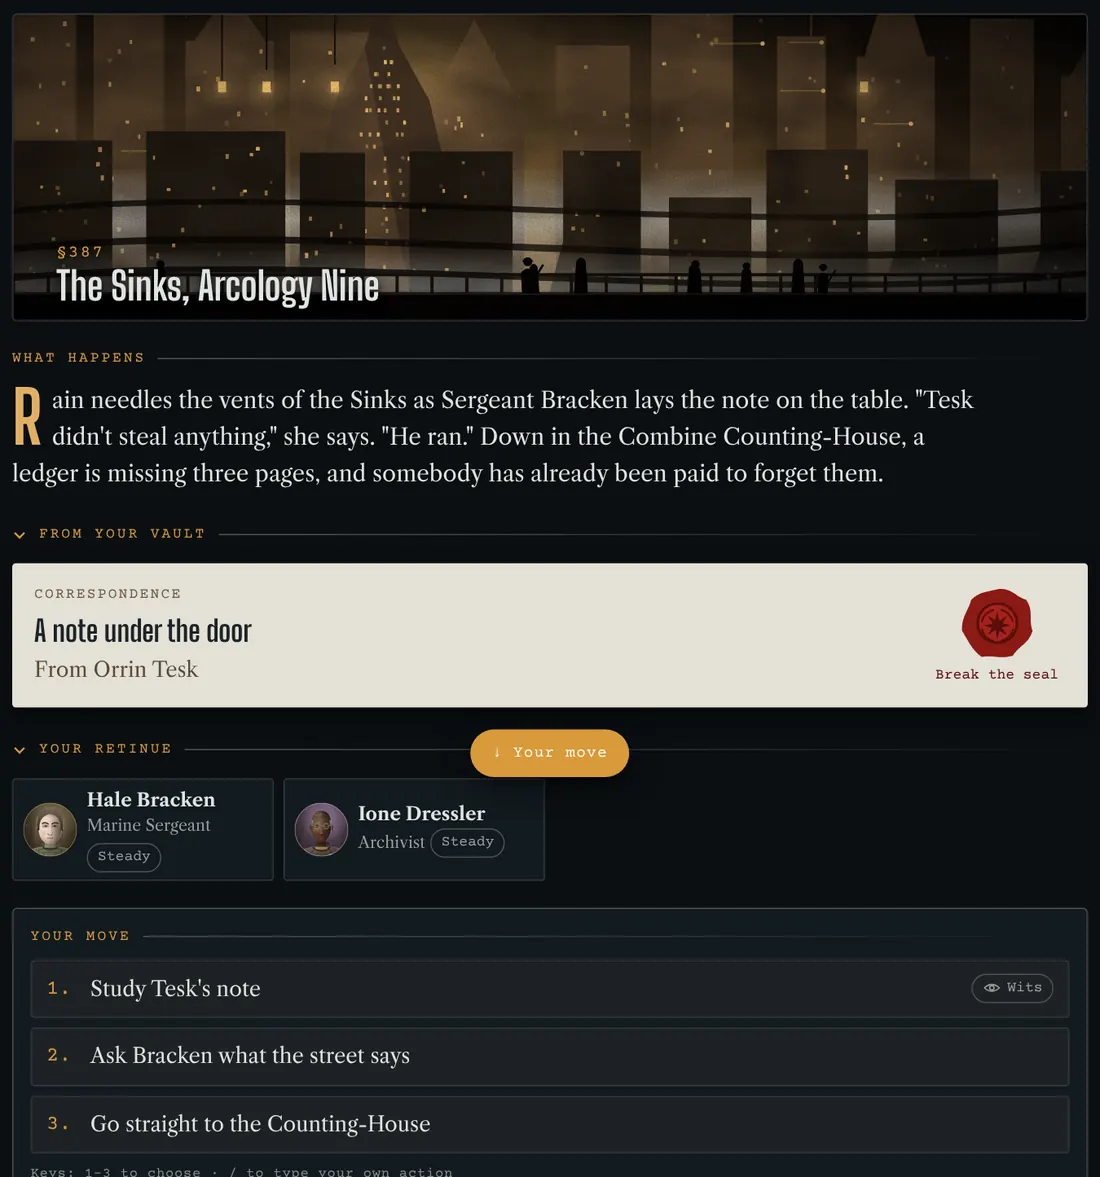 §387
The Sinks, Arcology Nine
WHAT HAPPENS
Rain needles the vents of the Sinks as Sergeant Bracken lays the note on the table. "Tesk
didn't steal anything," she says. "He ran." Down in the Combine Counting-House, a
ledger is missing three pages, and somebody has already been paid to forget them.
FROM YOUR VAULT
CORRESPONDENCE
A note under the door
From Orrin Tesk
Break the seal
YOUR RETINUE
↓ Your move
Hale Bracken
Marine Sergeant
Steady
Ione Dressler
Archivist Steady
YOUR MOVE
1. Study Tesk's note Wits
2. Ask Bracken what the street says
3. Go straight to the Counting-House
Keys: 1-3 to choose · / to type your own action